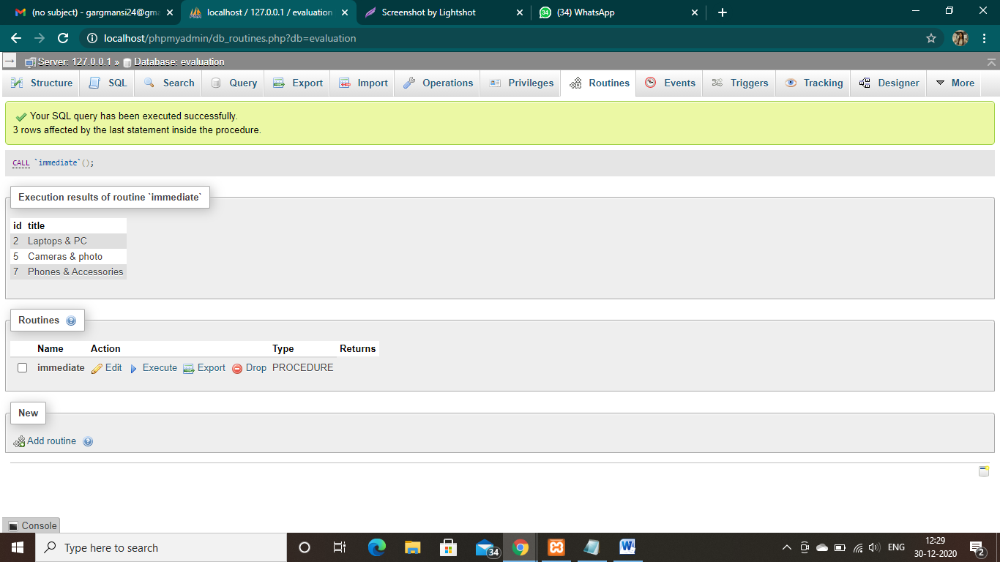 (no subject) - gargmansi24@gma
localhost / 127.0.0.1 / evaluation
Screenshot by Lightshot
34 (34) WhatsApp
localhost/phpmyadmin/db_routines.php?db=evaluation
Server: 127.0.0.1 » Database: evaluation
Structure SQL Search Query Export Import Operations Privileges Routines Events Triggers Tracking Designer More
Your SQL query has been executed successfully.
3 rows affected by the last statement inside the procedure.
CALL `immediate`();
Execution results of routine `immediate`
id title
2 Laptops & PC
5 Cameras & photo
7 Phones & Accessories
Routines
Name Action Type Returns
immediate Edit Execute Export Drop PROCEDURE
New
Add routine
Console
Type here to search
34
ENG
12:29
30-12-2020
2